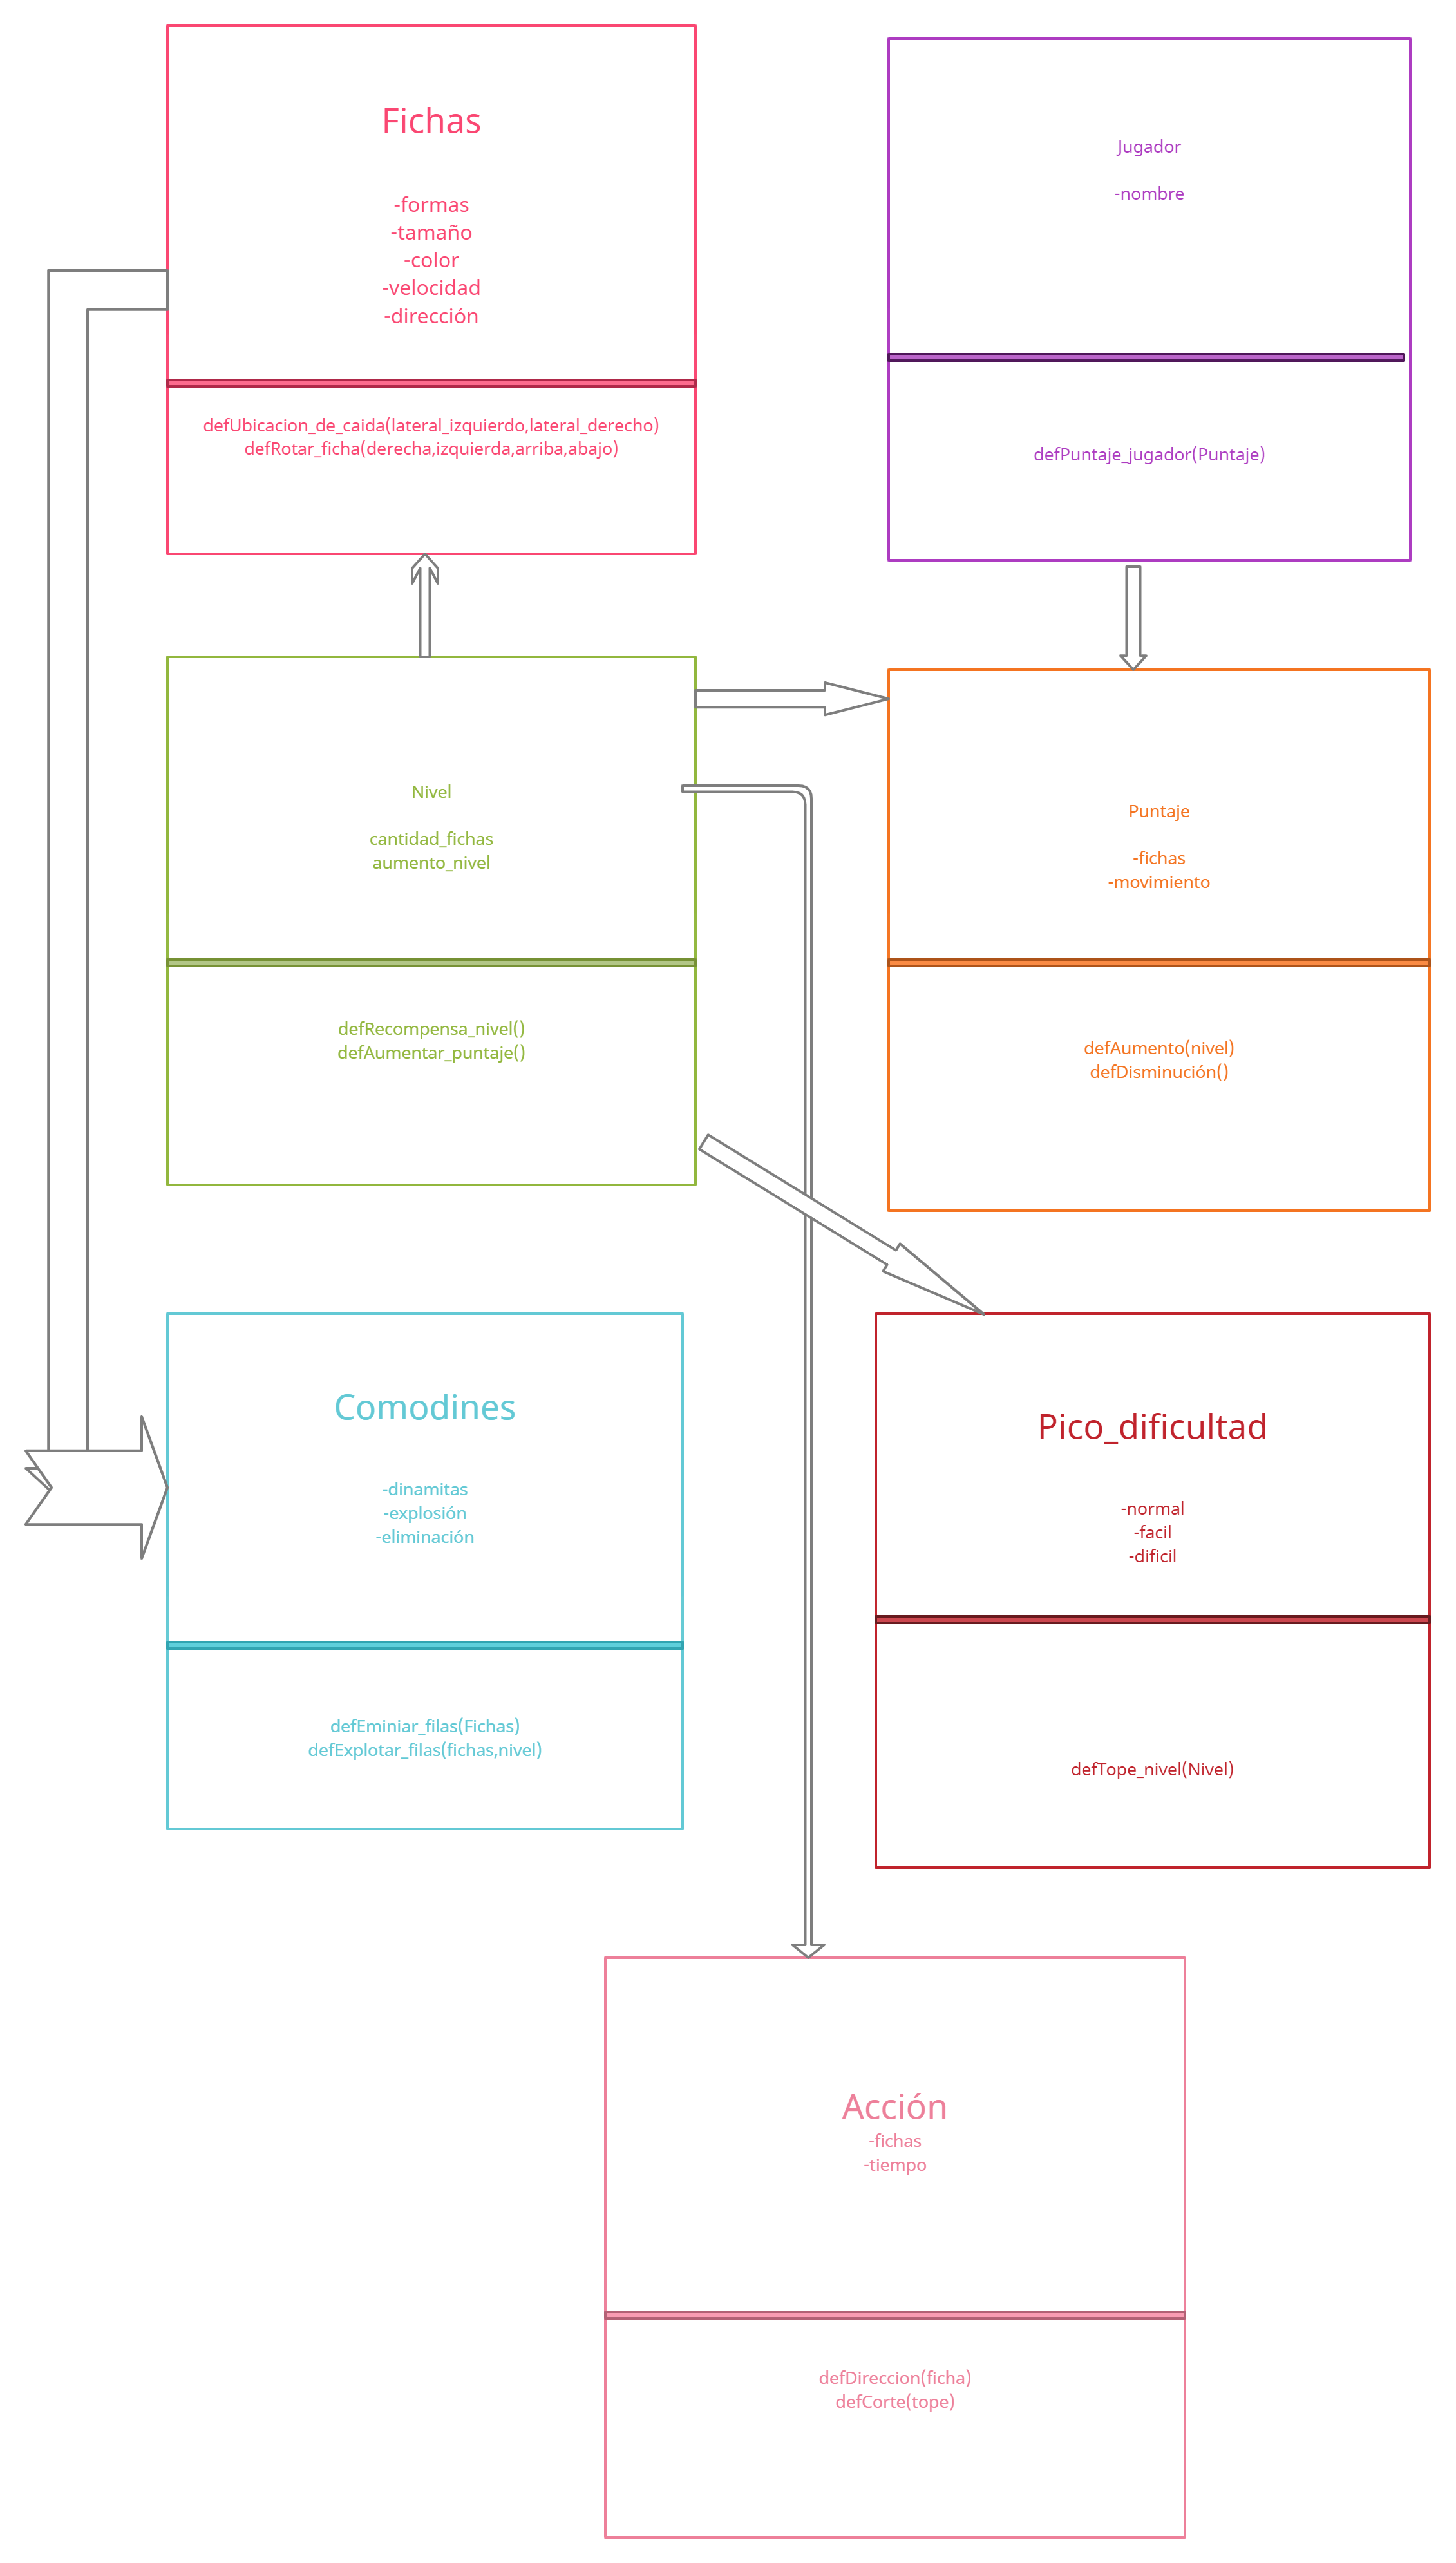 Fichas
-formas
-tamaño
-color
-velocidad
-dirección
defUbicacion_de_caida(lateral_izquierdo,lateral_derecho)
defRotar_ficha(derecha,izquierda,arriba,abajo)
Jugador
-nombre
defPuntaje_jugador(Puntaje)
Nivel
cantidad_fichas
aumento_nivel
defRecompensa_nivel()
defAumentar_puntaje()
Puntaje
-fichas
-movimiento
defAumento(nivel)
defDisminución()
Comodines
-dinamitas
-explosión
-eliminación
defEminiar_filas(Fichas)
defExplotar_filas(fichas,nivel)
Pico_dificultad
-normal
-facil
-dificil
defTope_nivel(Nivel)
Acción
-fichas
-tiempo
defDireccion(ficha)
defCorte(tope)